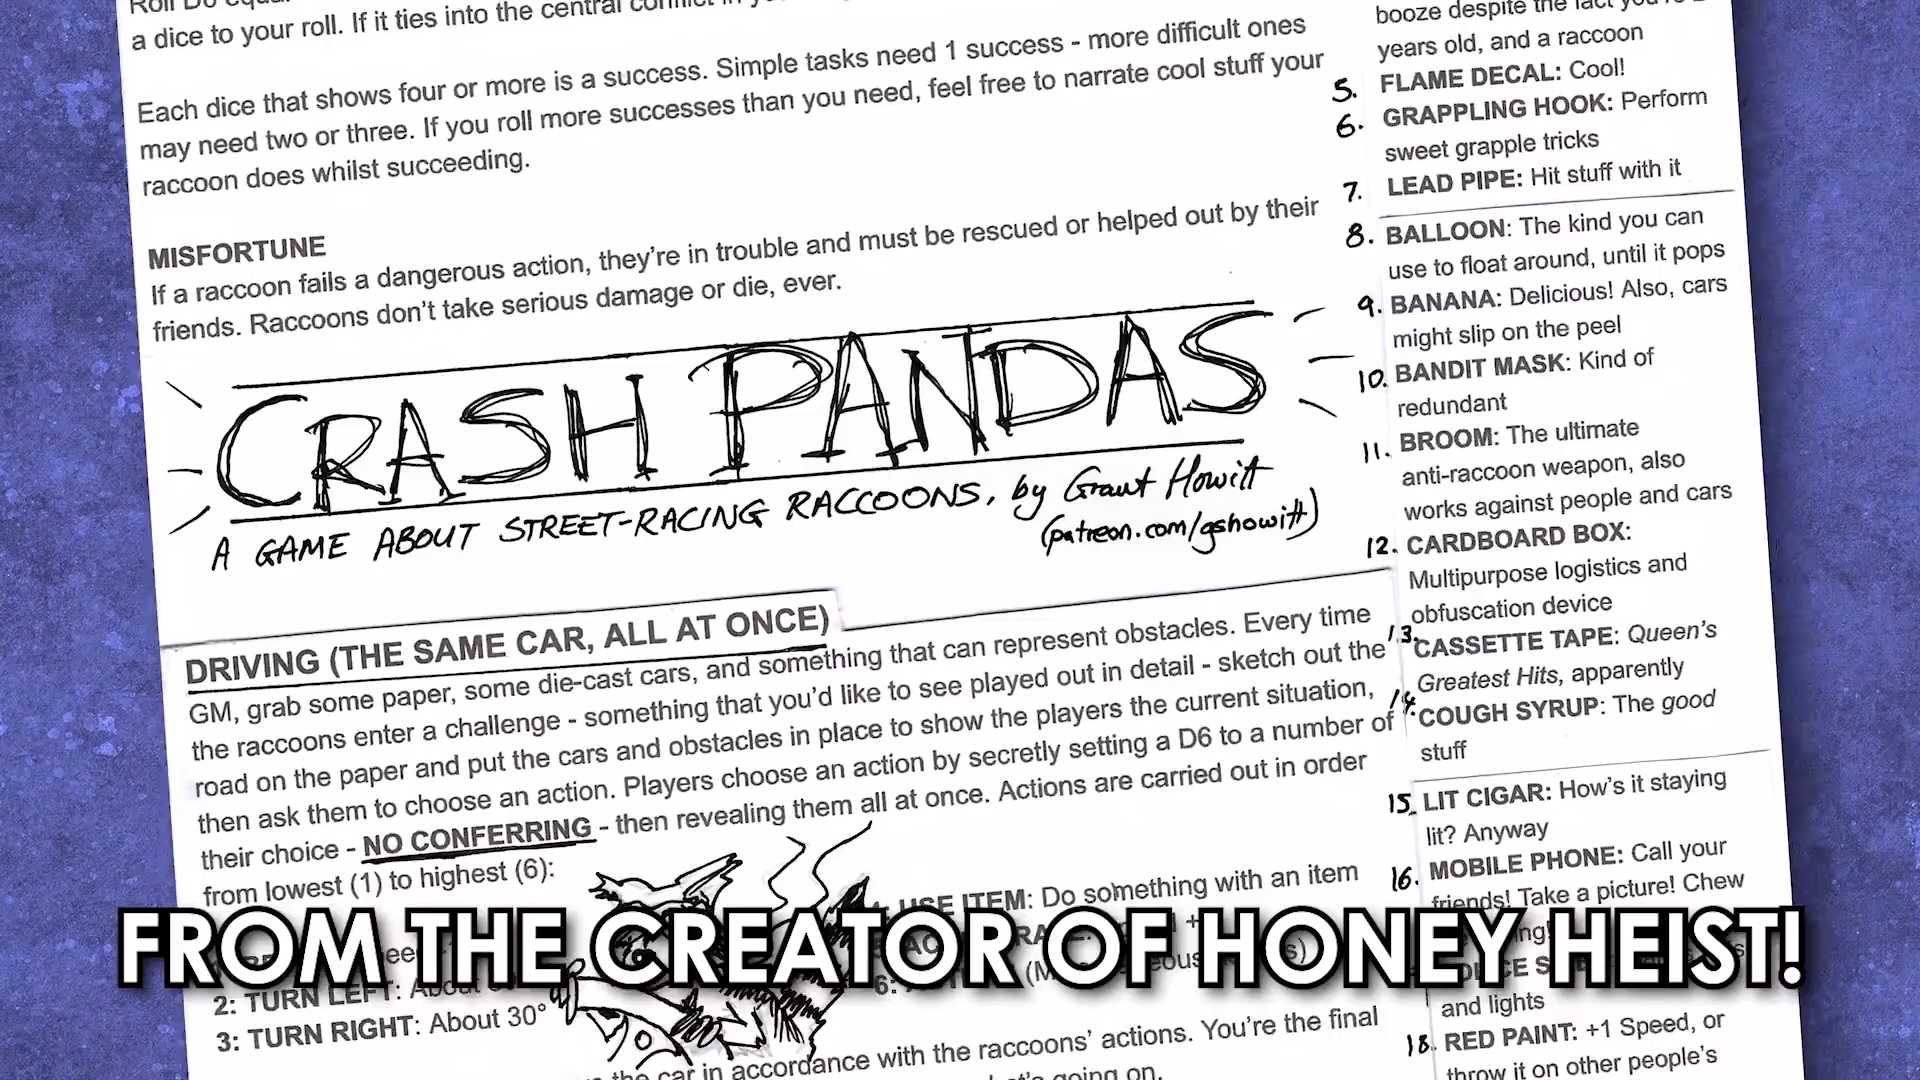 a dice to your roll. If it ties into the central conflict in
Each dice that shows four or more is a success. Simple tasks need 1 success - more difficult ones
may need two or three. If you roll more successes than you need, feel free to narrate cool stuff your
raccoon does whilst succeeding.
MISFORTUNE
If a raccoon fails a dangerous action, they're in trouble and must be rescued or helped out by their
friends. Raccoons don't take serious damage or die, ever.
CRASH PANDAS
A GAME ABOUT STREET-RACING RACCOONS, by Grant Howitt
(patreon.com/gshowitt)
DRIVING (THE SAME CAR, ALL AT ONCE)
GM, grab some paper, some die-cast cars, and something that can represent obstacles. Every time
the raccoons enter a challenge - something that you'd like to see played out in detail - sketch out the
road on the paper and put the cars and obstacles in place to show the players the current situation,
then ask them to choose an action. Players choose an action by secretly setting a D6 to a number of
their choice - NO CONFERRING - then revealing them all at once. Actions are carried out in order
from lowest (1) to highest (6):
2: TURN LEFT: About
3: TURN RIGHT: About 30°
USE ITEM: Do something with an item
6:
the car in accordance with the raccoons' actions. You're the final
going on.
booze despite the fact you're
years old, and a raccoon
5. FLAME DECAL: Cool!
6. GRAPPLING HOOK: Perform
sweet grapple tricks
7. LEAD PIPE: Hit stuff with it
8. BALLOON: The kind you can
use to float around, until it pops
9. BANANA: Delicious! Also, cars
might slip on the peel
10. BANDIT MASK: Kind of
redundant
11. BROOM: The ultimate
anti-raccoon weapon, also
works against people and cars
12. CARDBOARD BOX:
Multipurpose logistics and
obfuscation device
13. CASSETTE TAPE: Queen's
Greatest Hits, apparently
14. COUGH SYRUP: The good
stuff
15. LIT CIGAR: How's it staying
lit? Anyway
16. MOBILE PHONE: Call your
friends! Take a picture! Chew
and lights
18. RED PAINT: +1 Speed, or
throw it on other people's
FROM THE CREATOR OF HONEY HEIST!